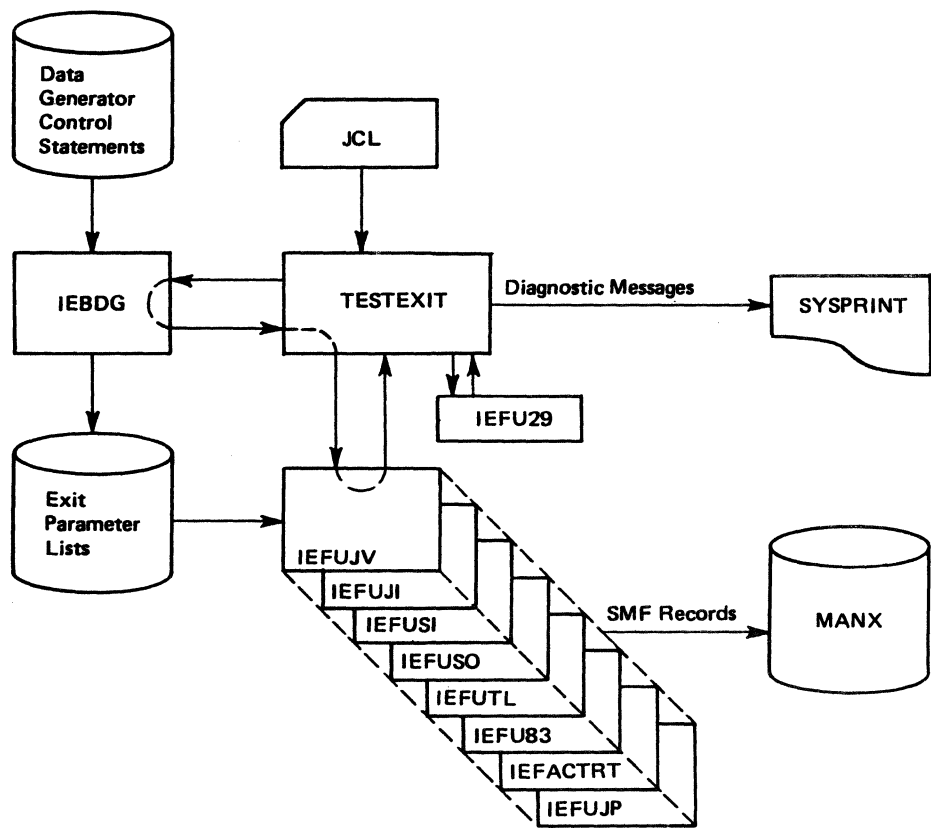 Data
Generator
Control
Statements
JCL
IEBDG
TESTEXIT
Diagnostic Messages
SYSPRINT
IEFU29
Exit
Parameter
Lists
IEFUJV
IEFUJI
IEFUSI
IEFUSO
IEFUTL
IEFU83
IEFACTRT
IEFUJP
SMF Records
MANX